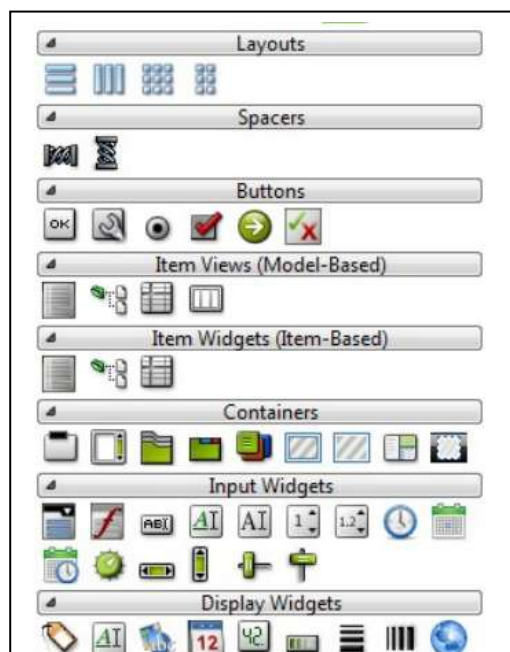 Layouts
Spacers
Buttons
OK
Item Views (Model-Based)
Item Widgets (Item-Based)
Containers
Input Widgets
ABI AI AI 1 1.2
Display Widgets
AI 12 42